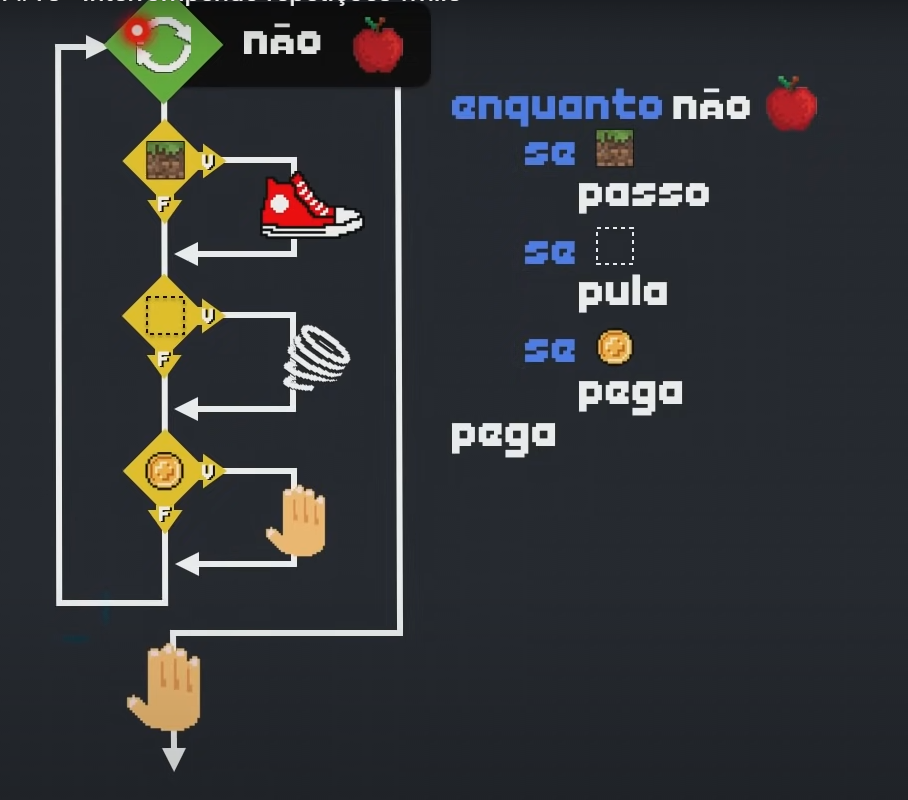 não
V
F
V
F
V
F
enquanto não
se
passo
se
pula
se
pega
pega